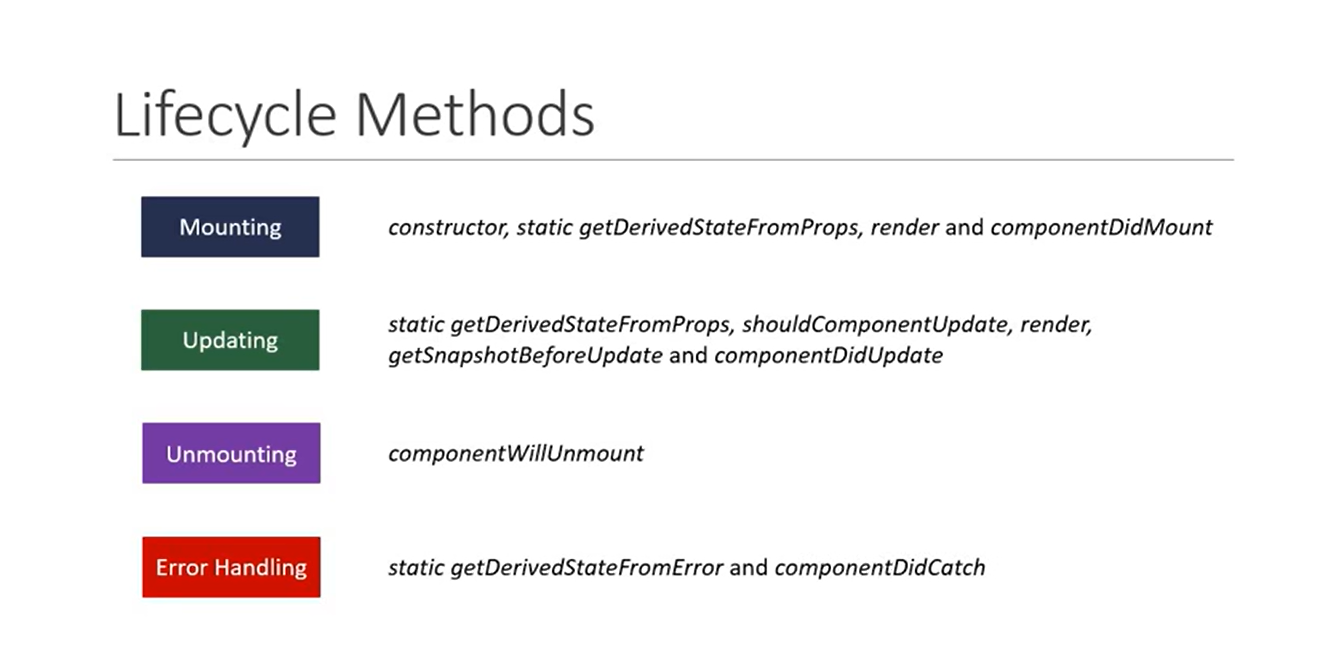 Lifecycle Methods
Mounting
constructor, static getDerivedStateFromProps, render and componentDidMount
Updating
static getDerivedStateFromProps, shouldComponentUpdate, render,
getSnapshotBeforeUpdate and componentDidUpdate
Unmounting
componentWillUnmount
Error Handling
static getDerivedStateFromError and componentDidCatch